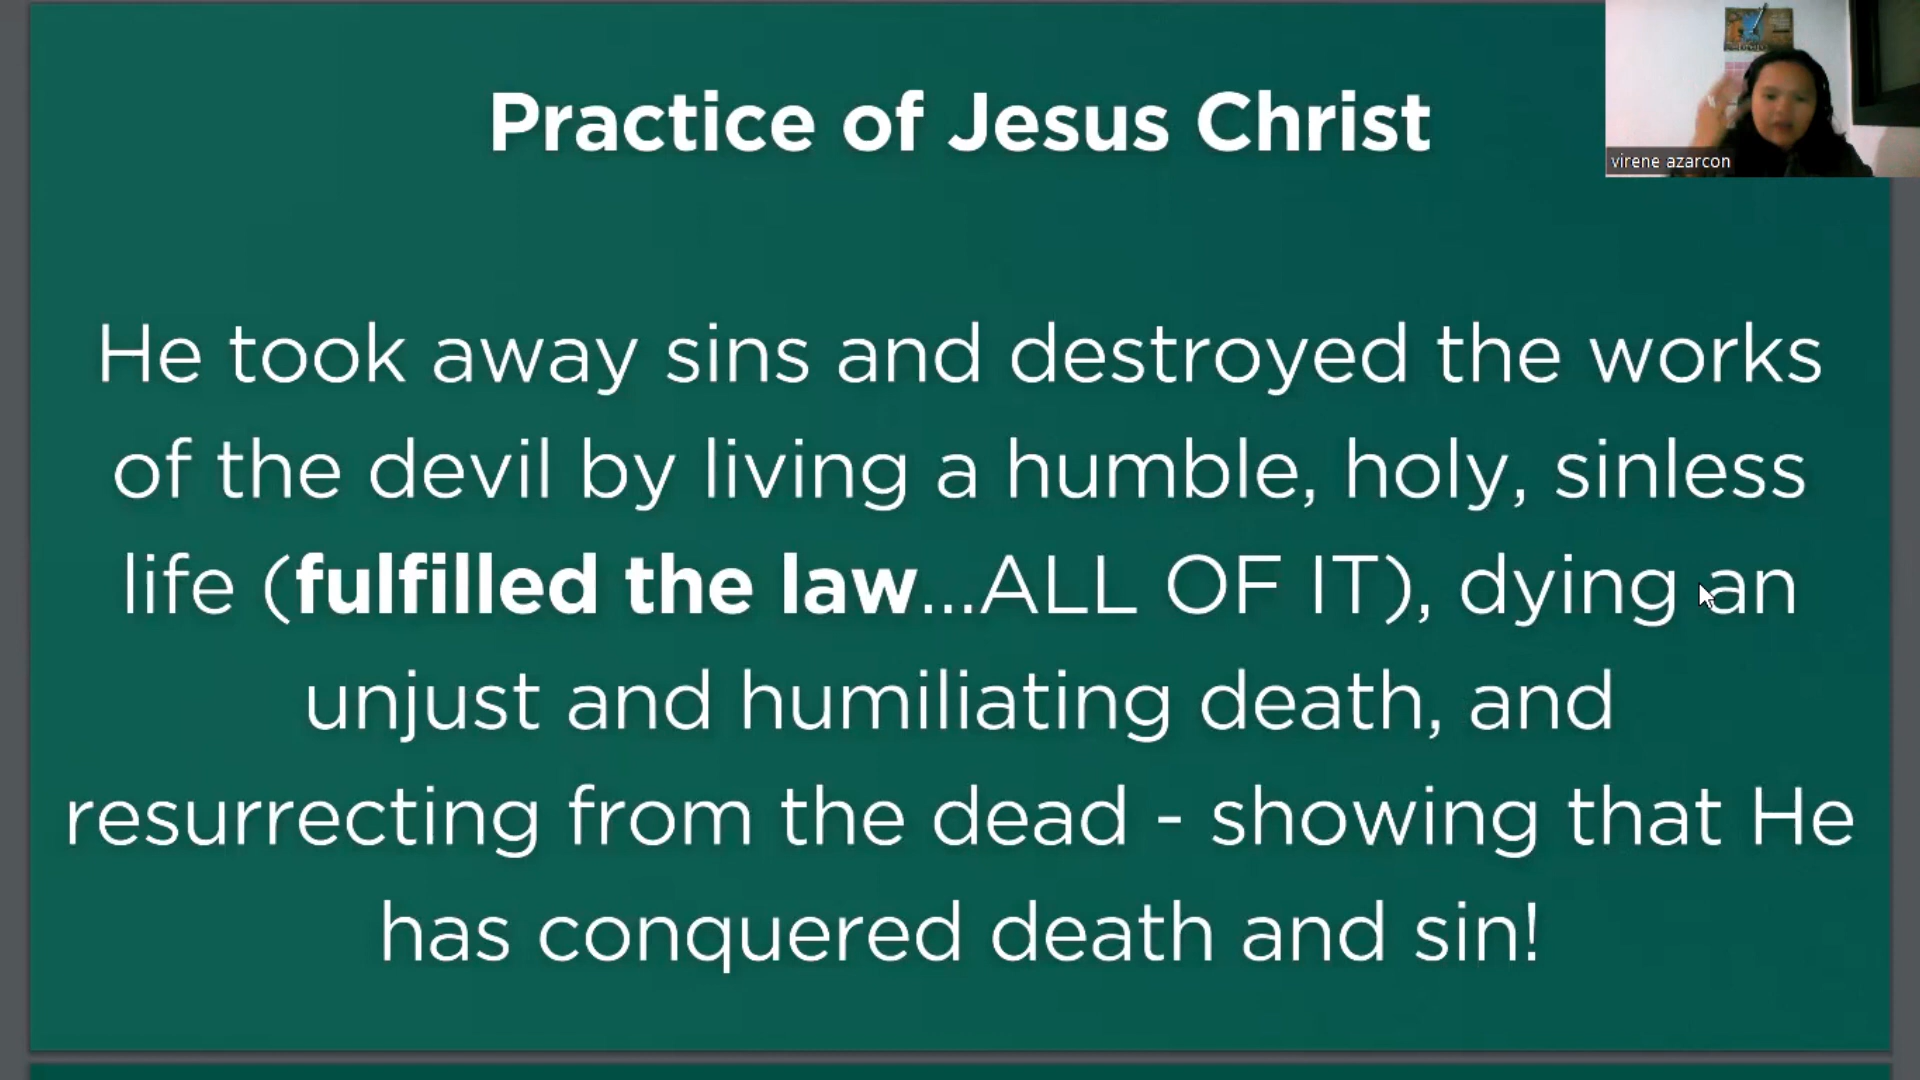 Practice of Jesus Christ
virene azarcon
He took away sins and destroyed the works
of the devil by living a humble, holy, sinless
life (fulfilled the law...ALL OF IT), dying an
unjust and humiliating death, and
resurrecting from the dead - showing that He
has conquered death and sin!